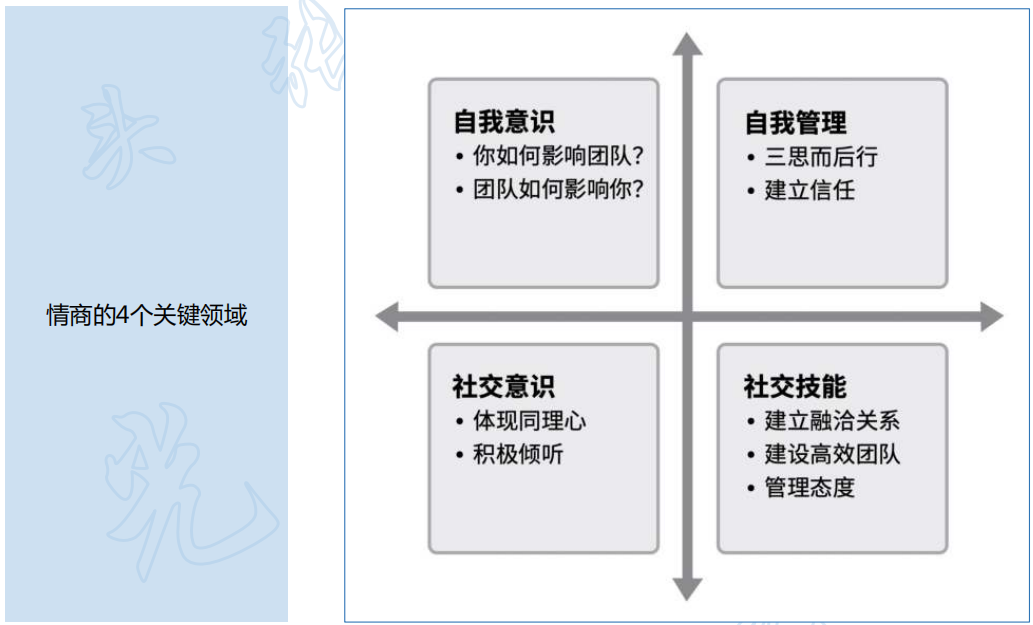 情商的4个关键领域
自我意识
• 你如何影响团队?
• 团队如何影响你?
自我管理
• 三思而后行
• 建立信任
社交意识
• 体现同理心
• 积极倾听
社交技能
• 建立融洽关系
• 建设高效团队
• 管理态度